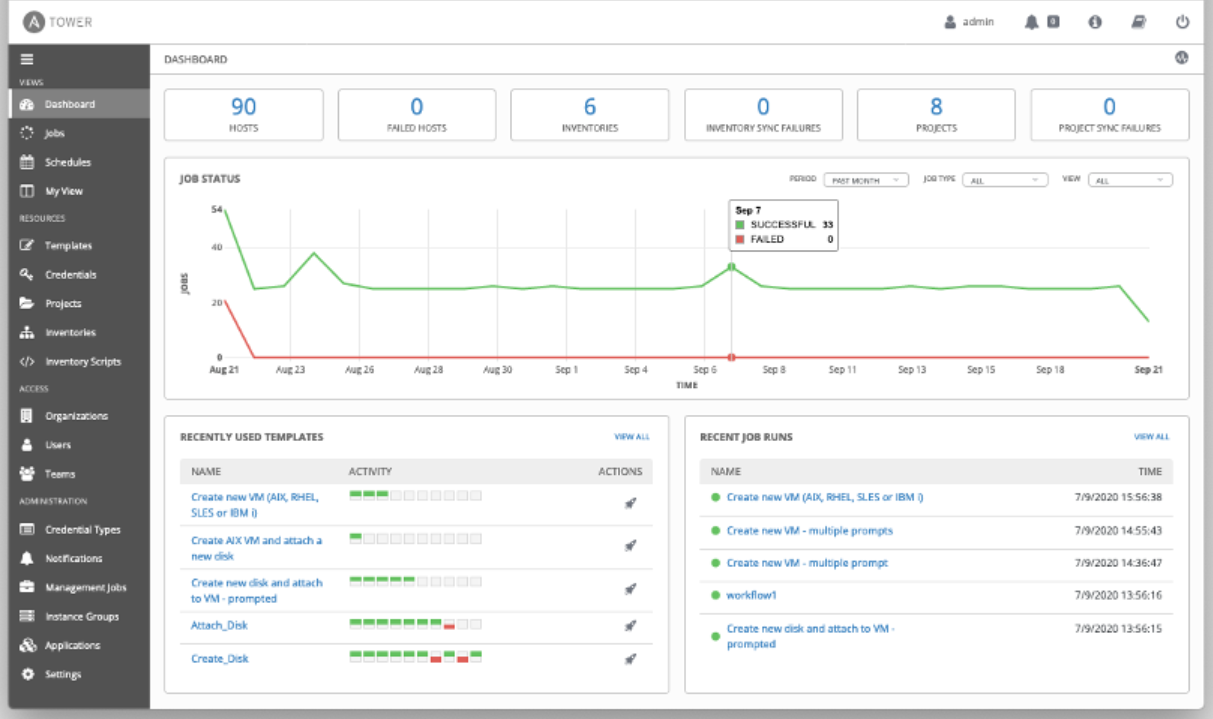 A TOWER
admin
0
VIEWS
Dashboard
Jobs
Schedules
My View
RESOURCES
Templates
Credentials
Projects
Inventories
</> Inventory Scripts
ACCESS
Organizations
Users
Teams
ADMINISTRATION
Credential Types
Notifications
Management Jobs
Instance Groups
Applications
Settings
DASHBOARD
90
HOSTS
0
FAILED HOSTS
6
INVENTORIES
0
INVENTORY SYNC FAILURES
8
PROJECTS
0
PROJECT SYNC FAILURES
JOB STATUS
PERIOD PAST MONTH JOB TYPE ALL VIEW ALL
54
40
20
0
JOBS
Sep 7
SUCCESSFUL 33
FAILED 0
Aug 21 Aug 23 Aug 26 Aug 28 Aug 30 Sep 1 Sep 4 Sep 6 Sep 8 Sep 11 Sep 13 Sep 15 Sep 18 Sep 21
TIME
RECENTLY USED TEMPLATES VIEW ALL
NAME ACTIVITY ACTIONS
Create new VM (AIX, RHEL,
SLES or IBM i)
Create AIX VM and attach a
new disk
Create new disk and attach
to VM - prompted
Attach_Disk
Create_Disk
RECENT JOB RUNS VIEW ALL
NAME TIME
Create new VM (AIX, RHEL, SLES or IBM i) 7/9/2020 15:56:38
Create new VM - multiple prompts 7/9/2020 14:55:43
Create new VM - multiple prompt 7/9/2020 14:36:47
workflow1 7/9/2020 13:56:16
Create new disk and attach to VM - 7/9/2020 13:56:15
prompted